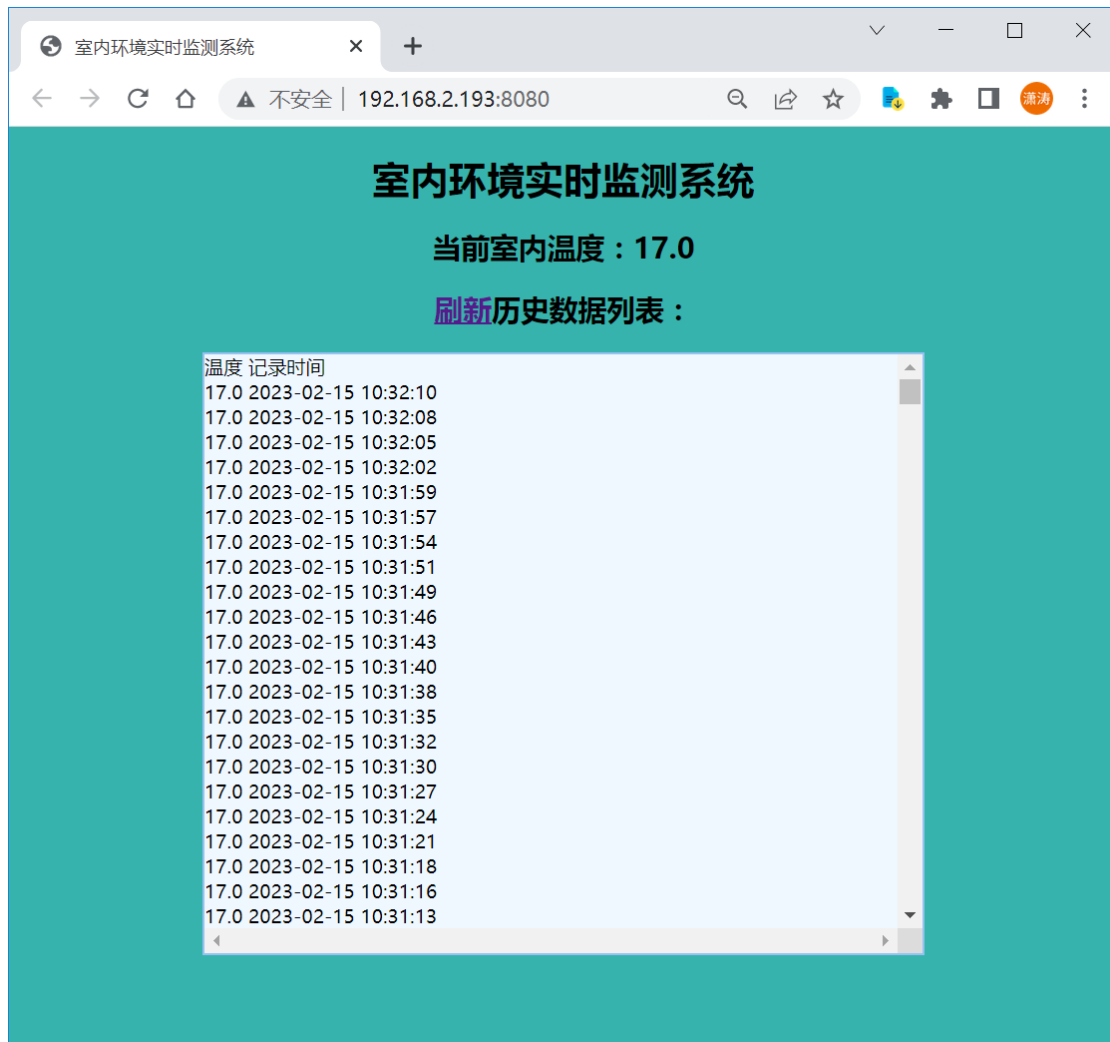 室内环境实时监测系统
不安全 192.168.2.193:8080
潇涛
室内环境实时监测系统
当前室内温度：17.0
刷新历史数据列表：
温度 记录时间
17.0 2023-02-15 10:32:10
17.0 2023-02-15 10:32:08
17.0 2023-02-15 10:32:05
17.0 2023-02-15 10:32:02
17.0 2023-02-15 10:31:59
17.0 2023-02-15 10:31:57
17.0 2023-02-15 10:31:54
17.0 2023-02-15 10:31:51
17.0 2023-02-15 10:31:49
17.0 2023-02-15 10:31:46
17.0 2023-02-15 10:31:43
17.0 2023-02-15 10:31:40
17.0 2023-02-15 10:31:38
17.0 2023-02-15 10:31:35
17.0 2023-02-15 10:31:32
17.0 2023-02-15 10:31:30
17.0 2023-02-15 10:31:27
17.0 2023-02-15 10:31:24
17.0 2023-02-15 10:31:21
17.0 2023-02-15 10:31:18
17.0 2023-02-15 10:31:16
17.0 2023-02-15 10:31:13